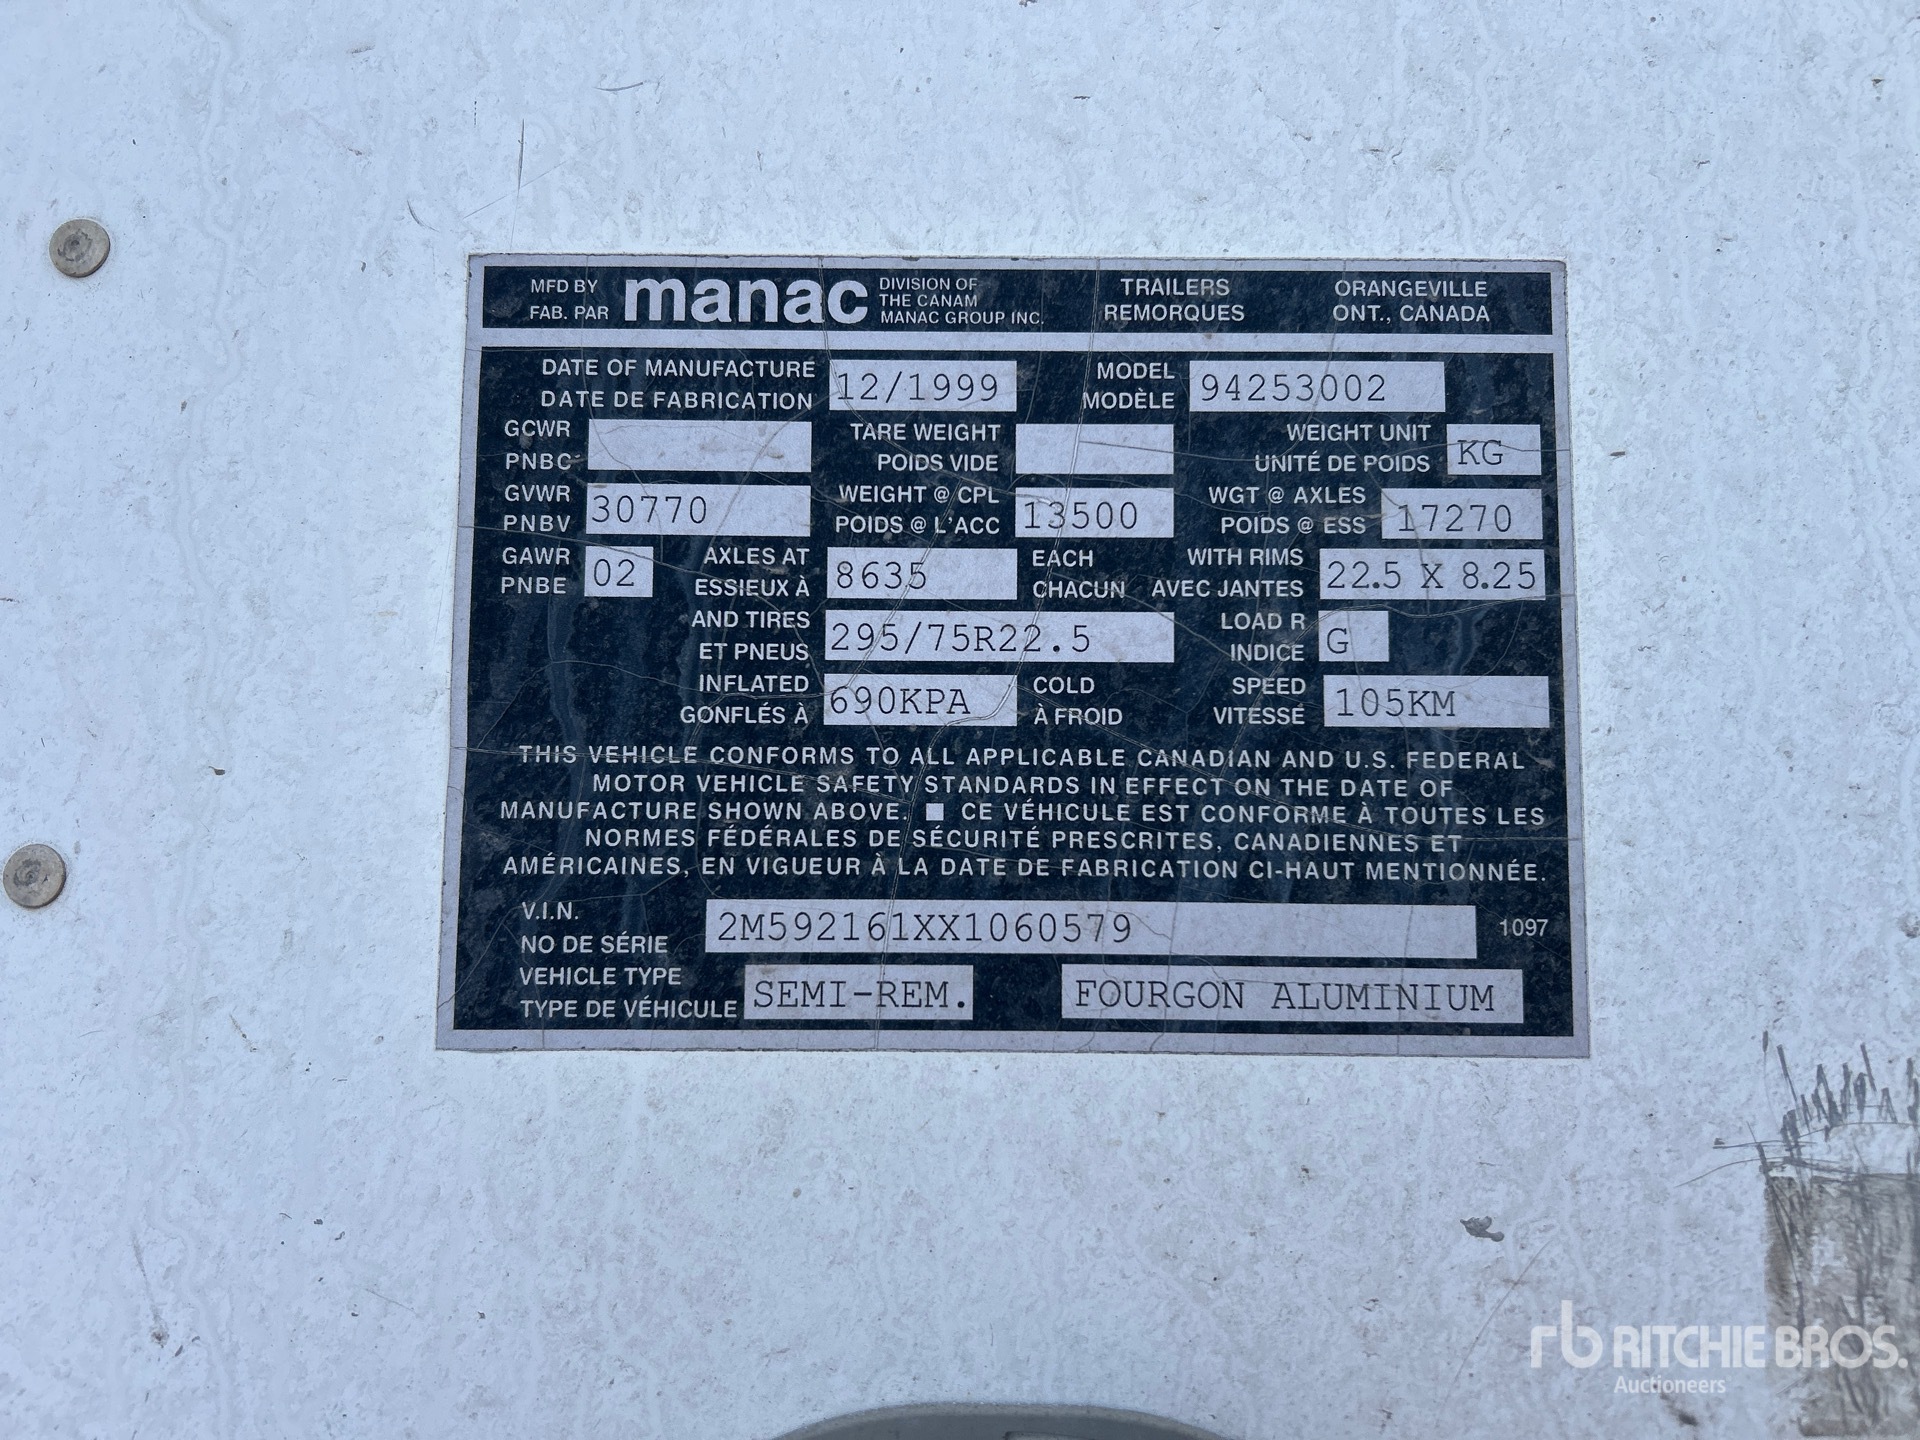 MFD BY manac DIVISION OF TRAILERS ORANGEVILLE
FAB. PAR THE CANAM REMORQUES ONT., CANADA
MANAC GROUP INC.
DATE OF MANUFACTURE 12/1999 MODEL 94253002
DATE DE FABRICATION MODÈLE
GCWR TARE WEIGHT WEIGHT UNIT KG
PNBC POIDS VIDE UNITÉ DE POIDS
GVWR 30770 WEIGHT @ CPL 13500 WGT @ AXLES 17270
PNBV POIDS @ L'ACC POIDS @ ESS
GAWR 02 AXLES AT 8635 EACH WITH RIMS 22.5 X 8.25
PNBE ESSIEUX À CHACUN AVEC JANTES
AND TIRES 295/75R22.5 LOAD R G
ET PNEUS INDICE
INFLATED 690KPA COLD SPEED 105KM
GONFLÉS À À FROID VITESSE
THIS VEHICLE CONFORMS TO ALL APPLICABLE CANADIAN AND U.S. FEDERAL
MOTOR VEHICLE SAFETY STANDARDS IN EFFECT ON THE DATE OF
MANUFACTURE SHOWN ABOVE. ■ CE VÉHICULE EST CONFORME À TOUTES LES
NORMES FÉDÉRALES DE SÉCURITÉ PRESCRITES, CANADIENNES ET
AMÉRICAINES, EN VIGUEUR À LA DATE DE FABRICATION CI-HAUT MENTIONNÉE.
V.I.N. 2M592161XX1060579 1097
NO DE SÉRIE
VEHICLE TYPE SEMI-REM. FOURGON ALUMINIUM
TYPE DE VÉHICULE
rb RITCHIE BROS.
Auctioneers